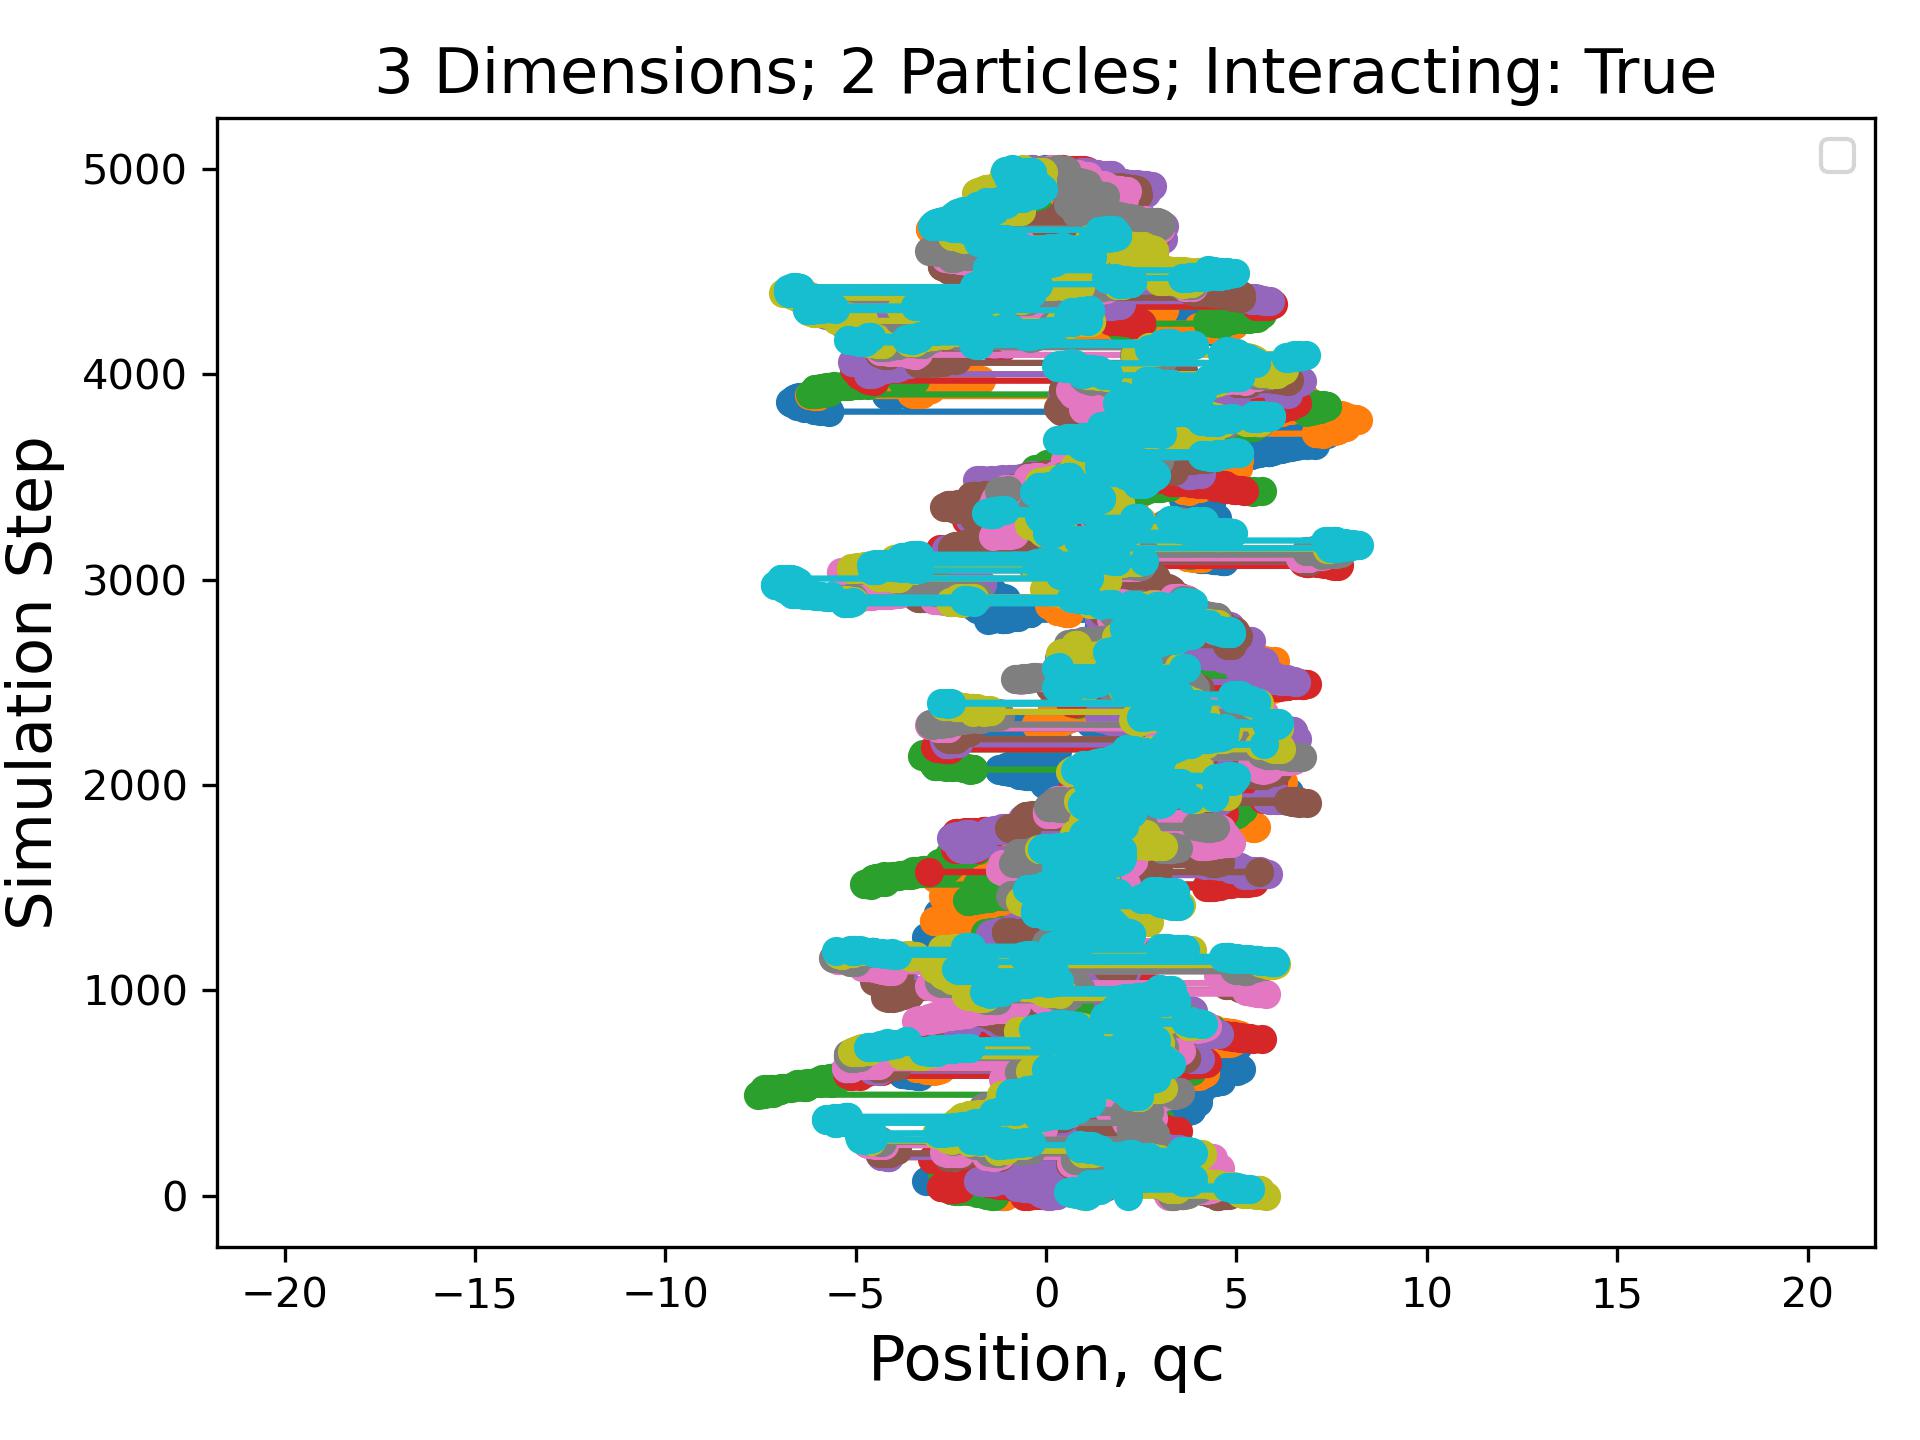 3 Dimensions; 2 Particles; Interacting: True
Simulation Step
5000
4000
3000
2000
1000
0
−20 −15 −10 −5 0 5 10 15 20
Position, qc